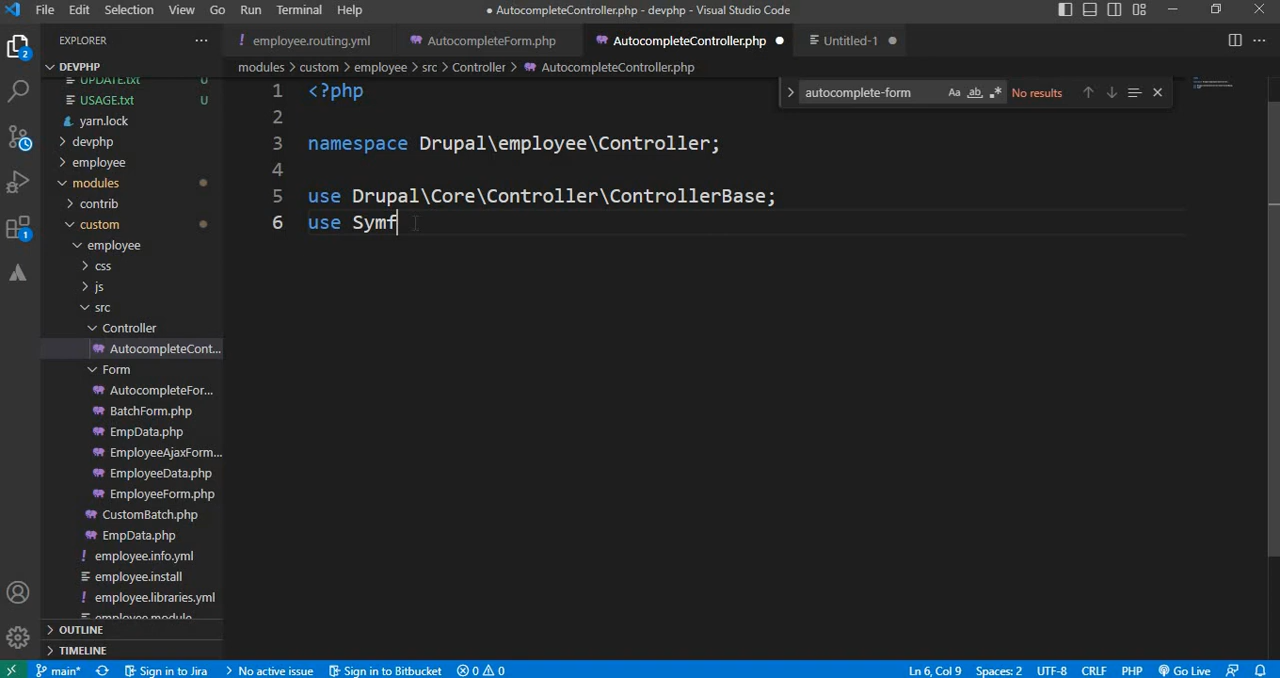 File Edit Selection View Go Run Terminal Help ● AutocompleteController.php - devphp - Visual Studio Code
EXPLORER ···
employee.routing.yml AutocompleteForm.php AutocompleteController.php Untitled-1
DEVPHP
modules > custom > employee > src > Controller > AutocompleteController.php
UPDATE.txt U
USAGE.txt U
yarn.lock
devphp
employee
modules
contrib
custom
employee
css
js
src
Controller
AutocompleteCont...
Form
AutocompleteFor...
BatchForm.php
EmpData.php
EmployeeAjaxForm...
EmployeeData.php
EmployeeForm.php
CustomBatch.php
EmpData.php
employee.info.yml
employee.install
employee.libraries.yml
employee.module
OUTLINE
TIMELINE
2
1
autocomplete-form Aa ab .* No results
1 <?php
2
3 namespace Drupal\employee\Controller;
4
5 use Drupal\Core\Controller\ControllerBase;
6 use Symf
main* Sign in to Jira No active issue Sign in to Bitbucket 0 0 Ln 6, Col 9 Spaces: 2 UTF-8 CRLF PHP Go Live